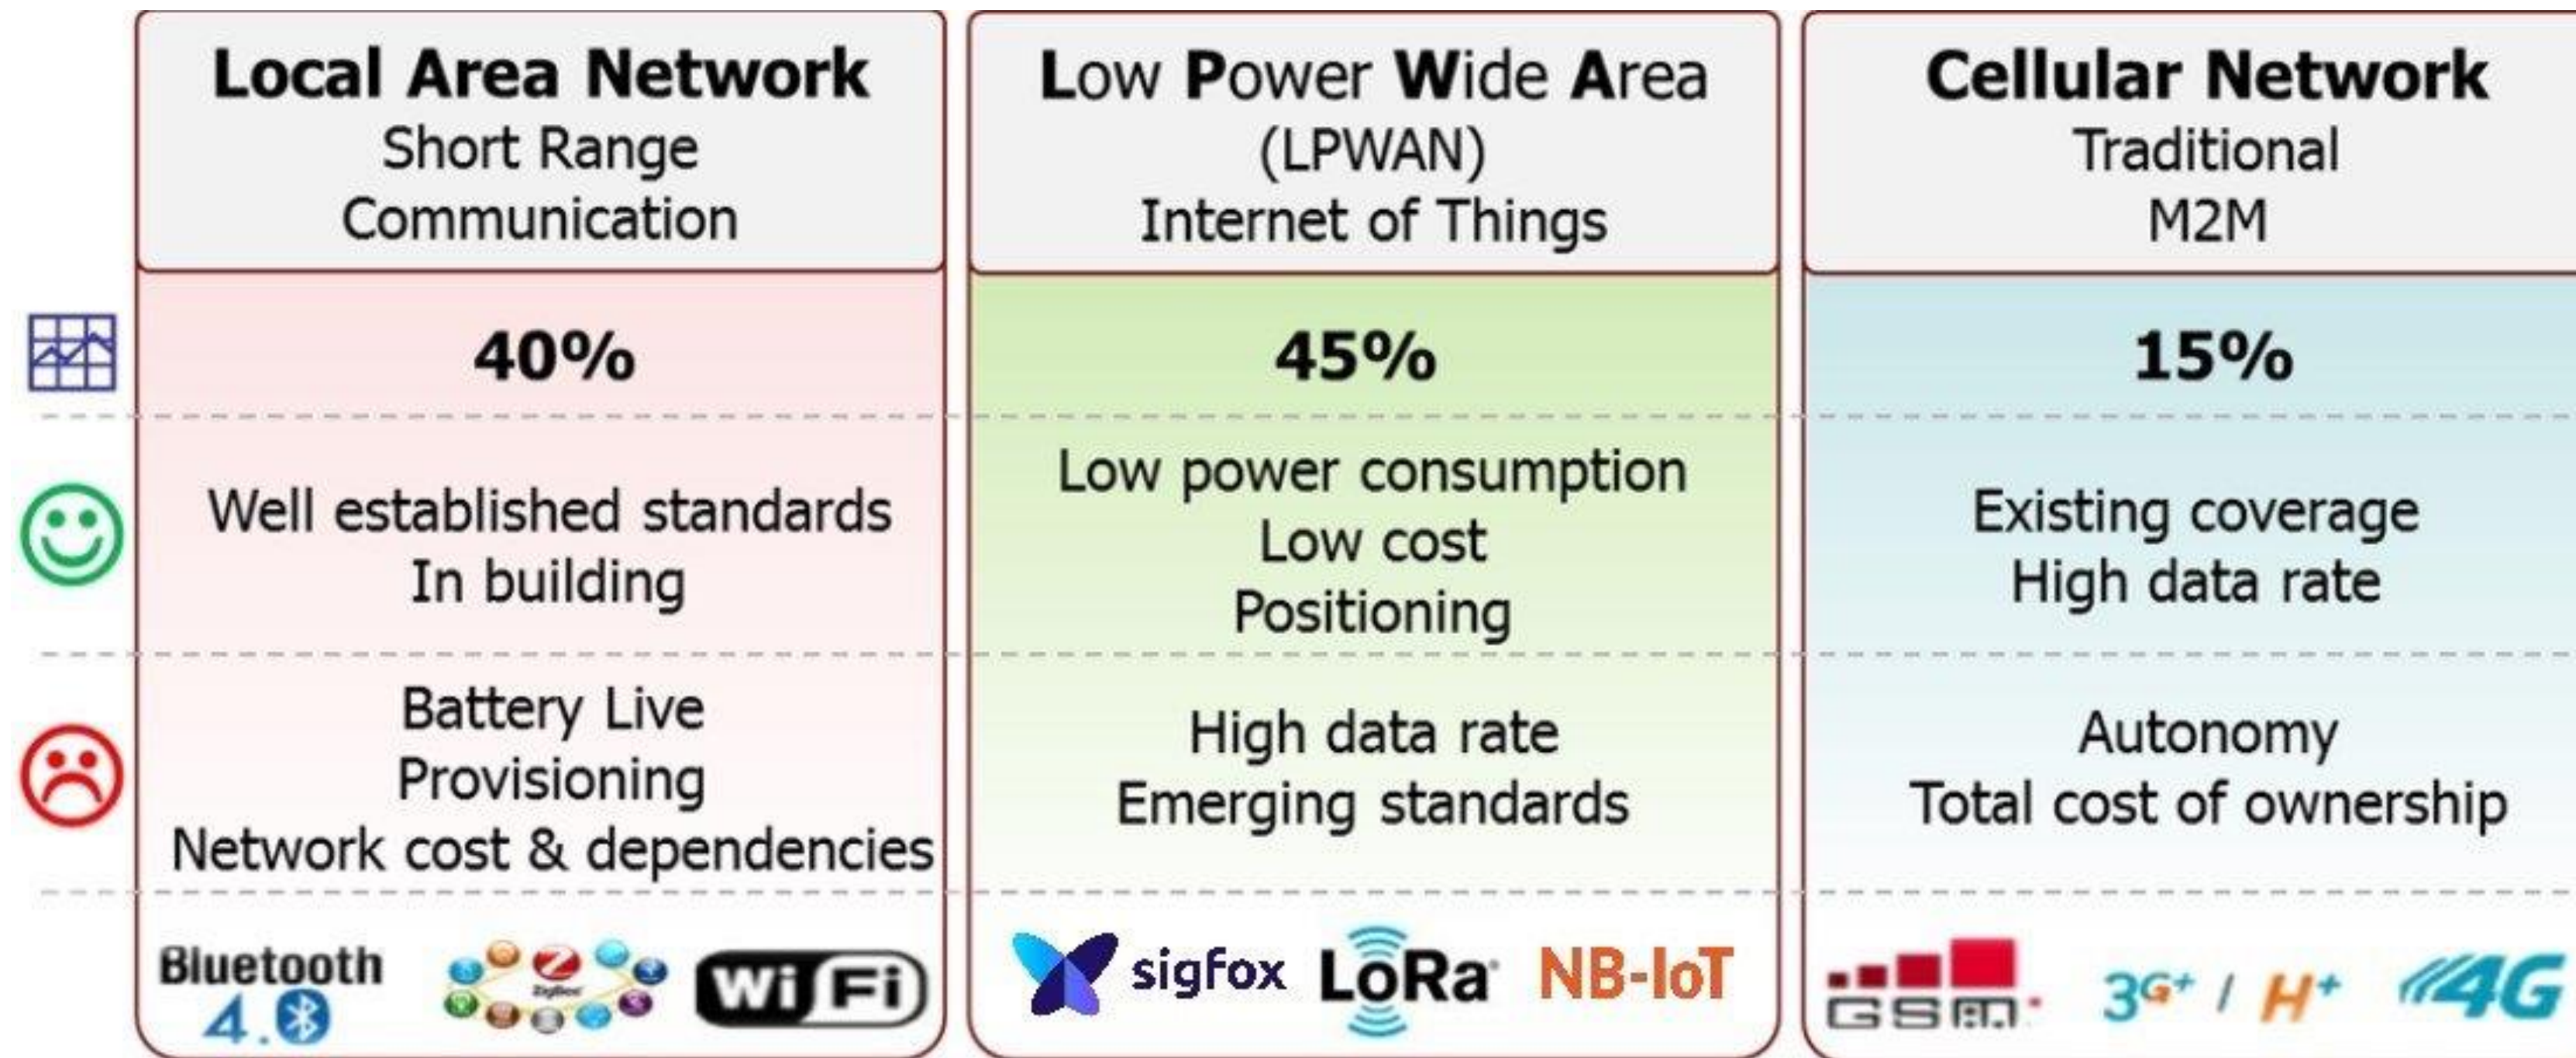 Local Area Network
Short Range
Communication
Low Power Wide Area
(LPWAN)
Internet of Things
Cellular Network
Traditional
M2M
40%
45%
15%
Well established standards
In building
Low power consumption
Low cost
Positioning
Existing coverage
High data rate
Battery Live
Provisioning
Network cost & dependencies
High data rate
Emerging standards
Autonomy
Total cost of ownership
Bluetooth
4.0
ZigBee
WiFi
sigfox
LoRa
NB-IoT
GSM
3G+ / H+
4G